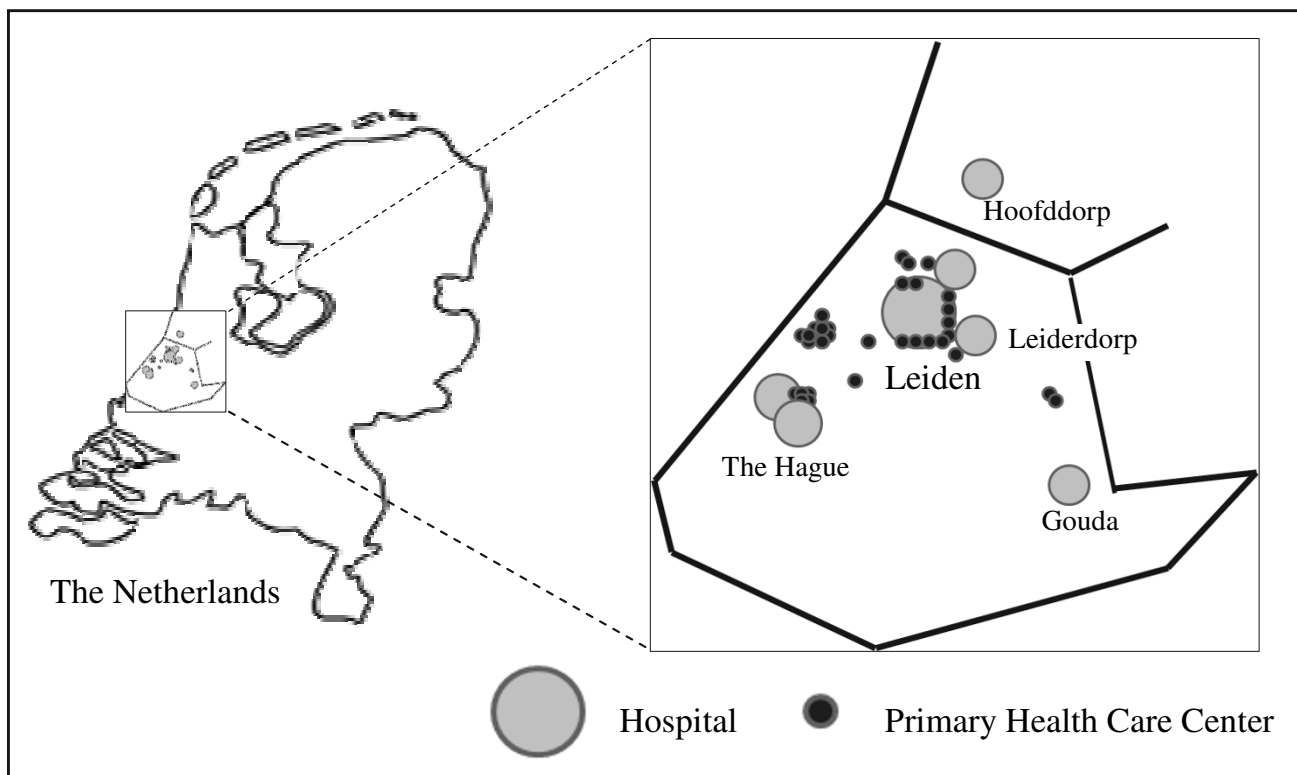 Hoofddorp
Leiderdorp
Leiden
The Hague
Gouda
The Netherlands
Hospital
Primary Health Care Center